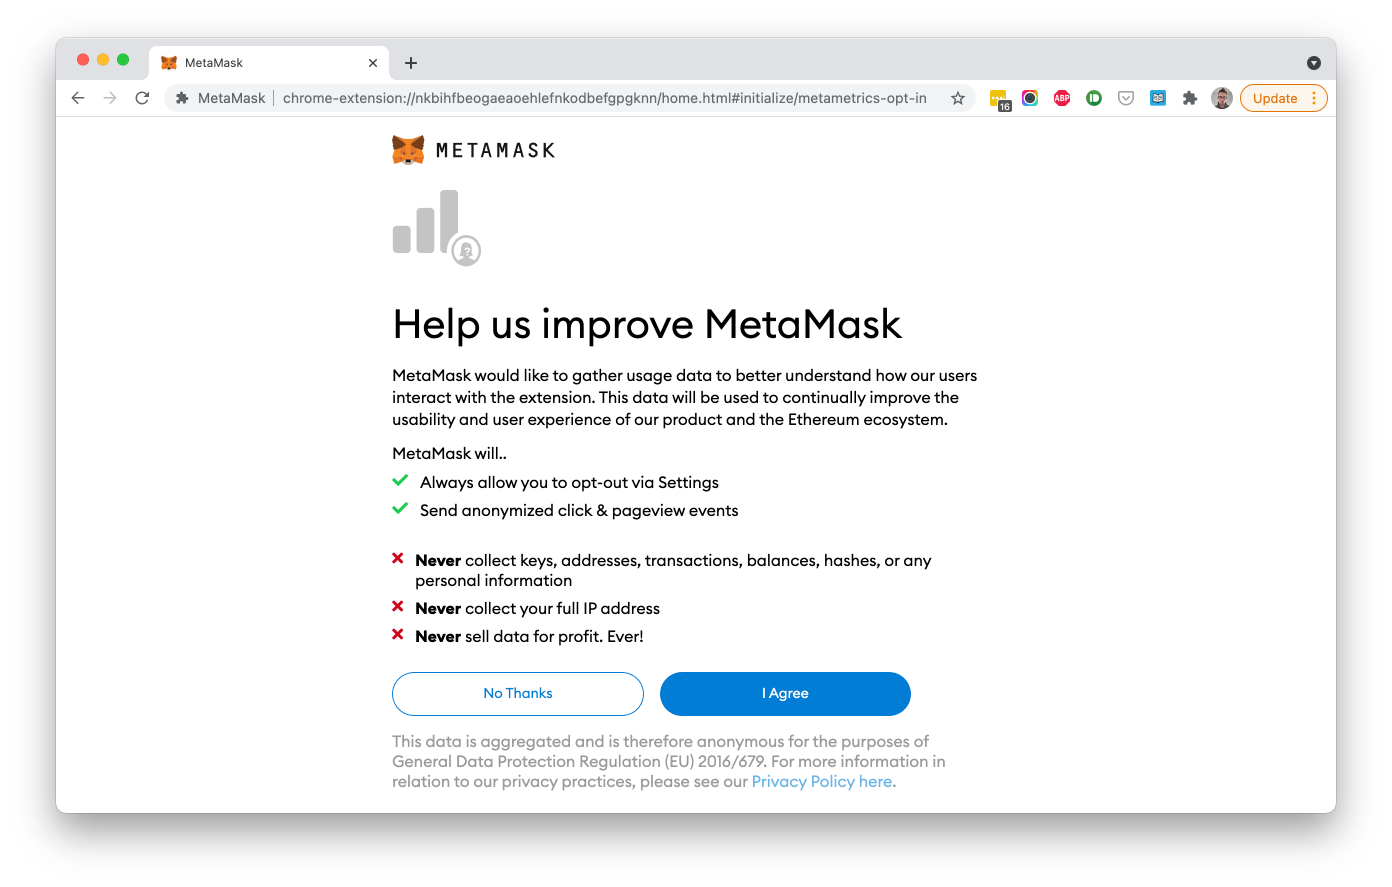 MetaMask
MetaMask
chrome-extension://nkbihfbeogaeaoehlefnkodbefgpgknn/home.html#initialize/metametrics-opt-in
16
ABP
Update
METAMASK
?
Help us improve MetaMask
MetaMask would like to gather usage data to better understand how our users
interact with the extension. This data will be used to continually improve the
usability and user experience of our product and the Ethereum ecosystem.
MetaMask will..
Always allow you to opt-out via Settings
Send anonymized click & pageview events
Never collect keys, addresses, transactions, balances, hashes, or any
personal information
Never collect your full IP address
Never sell data for profit. Ever!
No Thanks
I Agree
This data is aggregated and is therefore anonymous for the purposes of
General Data Protection Regulation (EU) 2016/679. For more information in
relation to our privacy practices, please see our Privacy Policy here.